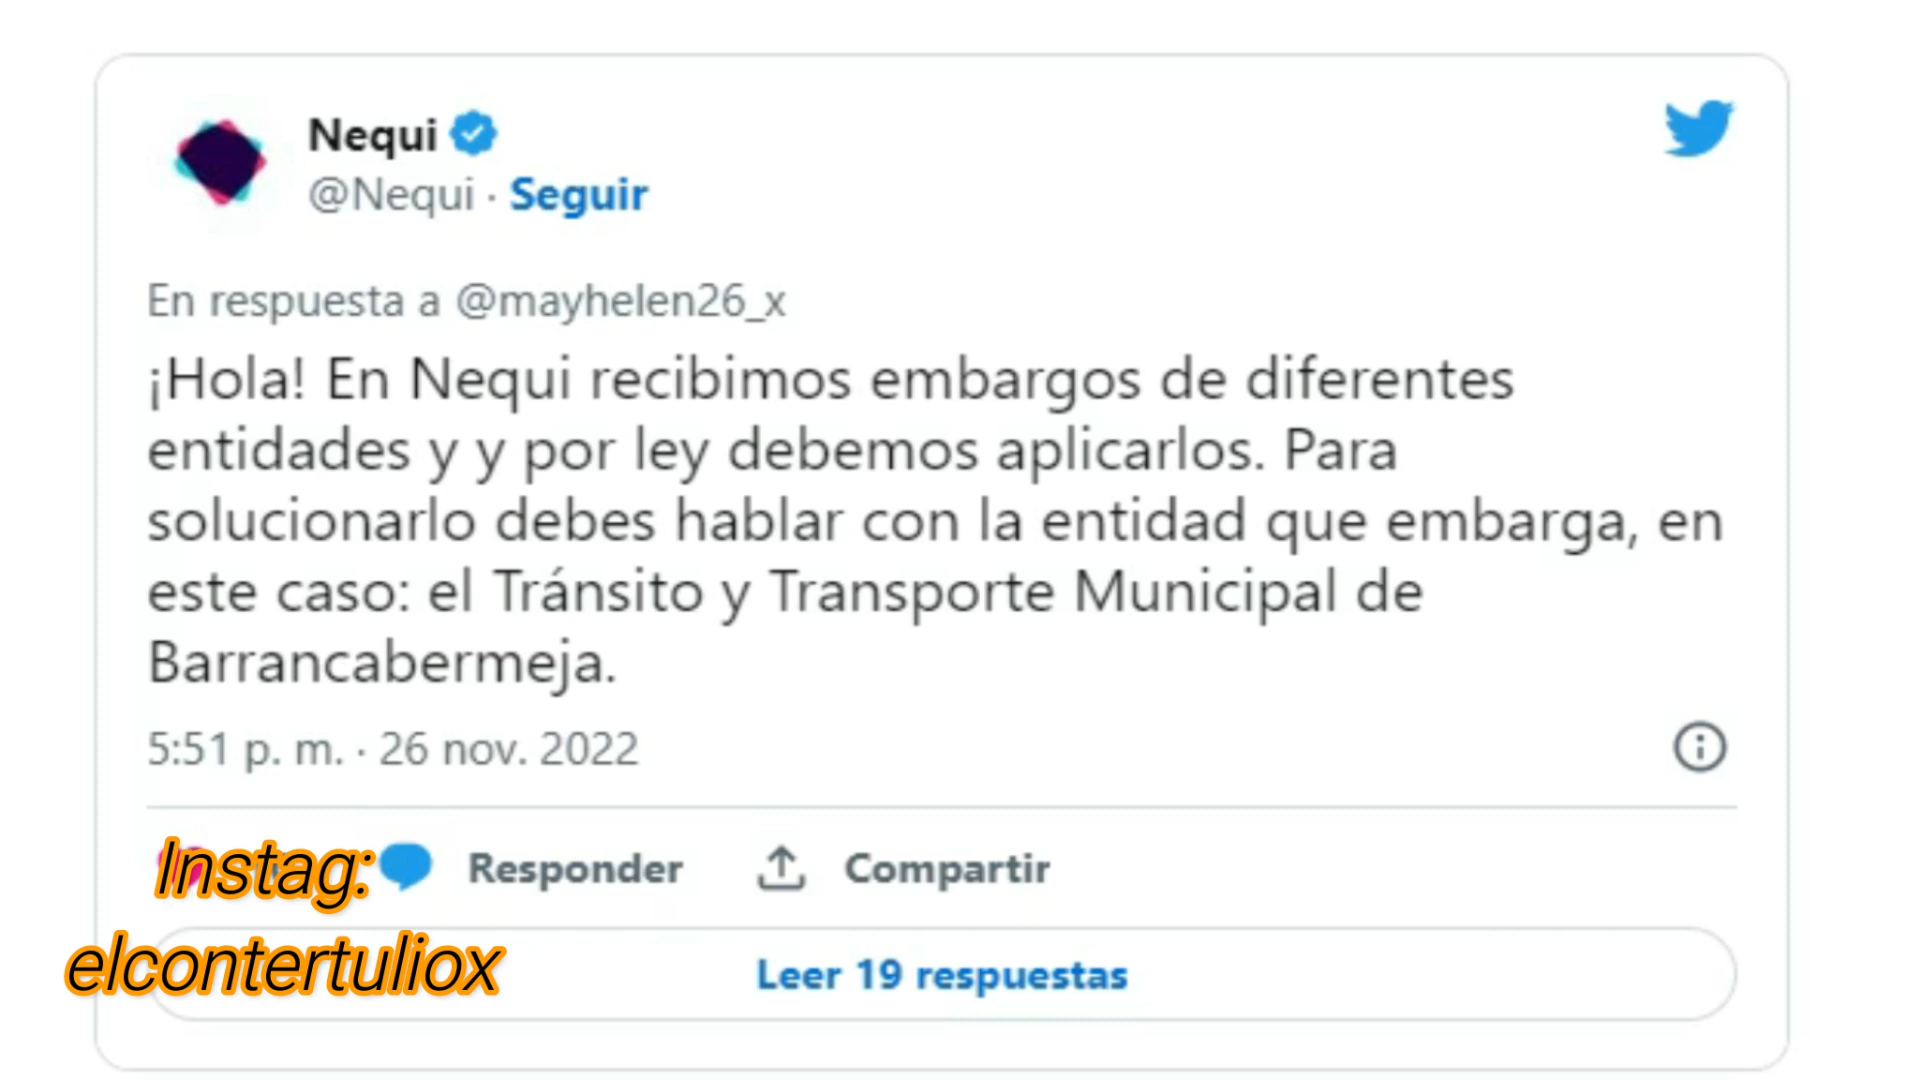 Nequi
@Nequi · Seguir
En respuesta a @mayhelen26_x
¡Hola! En Nequi recibimos embargos de diferentes
entidades y y por ley debemos aplicarlos. Para
solucionarlo debes hablar con la entidad que embarga, en
este caso: el Tránsito y Transporte Municipal de
Barrancabermeja.
5:51 p. m. · 26 nov. 2022
Instag:
Responder
Compartir
elcontertuliox
Leer 19 respuestas